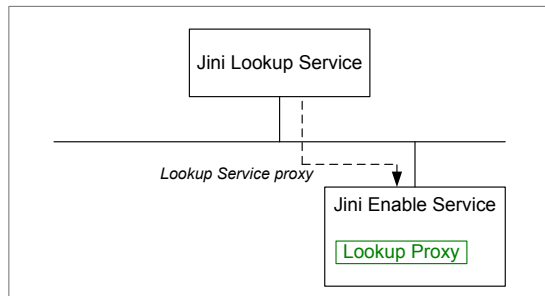 Jini Lookup Service
Lookup Service proxy
Jini Enable Service
Lookup Proxy